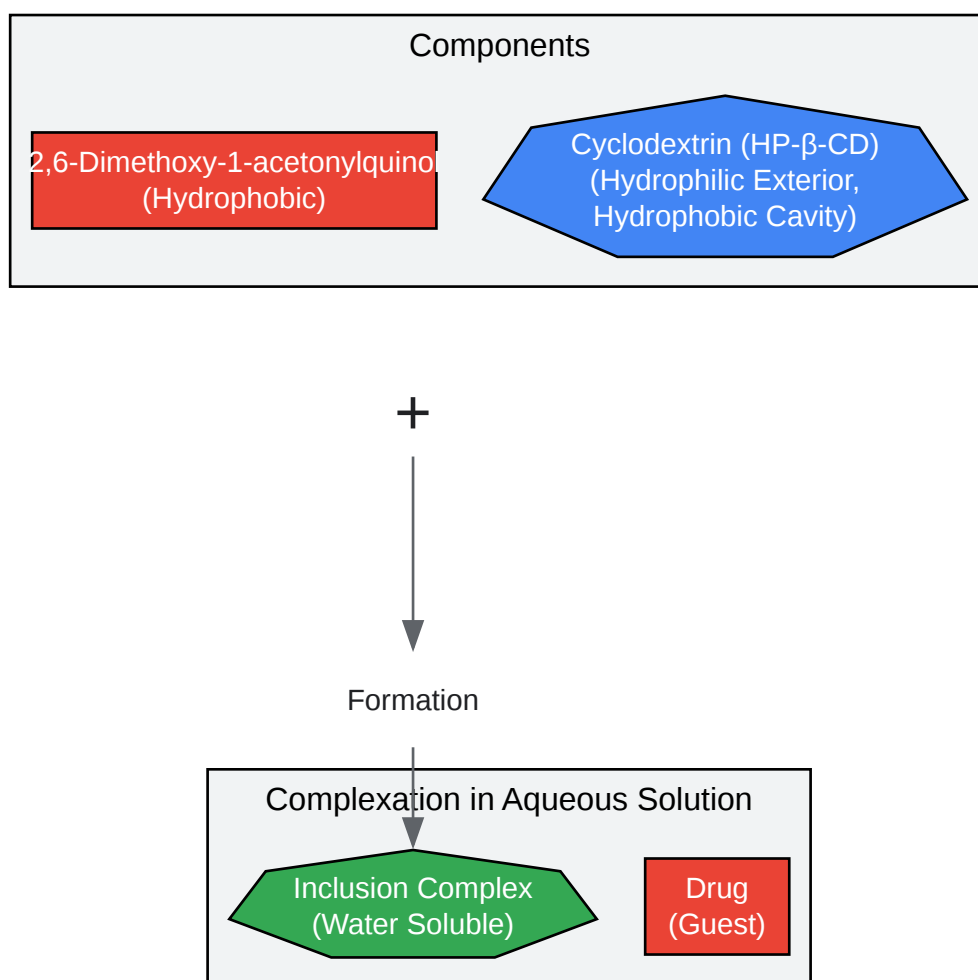 Components
2,6-Dimethoxy-1-acetonylquinol
(Hydrophobic)
Cyclodextrin (HP-β-CD)
(Hydrophilic Exterior,
Hydrophobic Cavity)
+
Formation
Complexation in Aqueous Solution
Inclusion Complex
(Water Soluble)
Drug
(Guest)